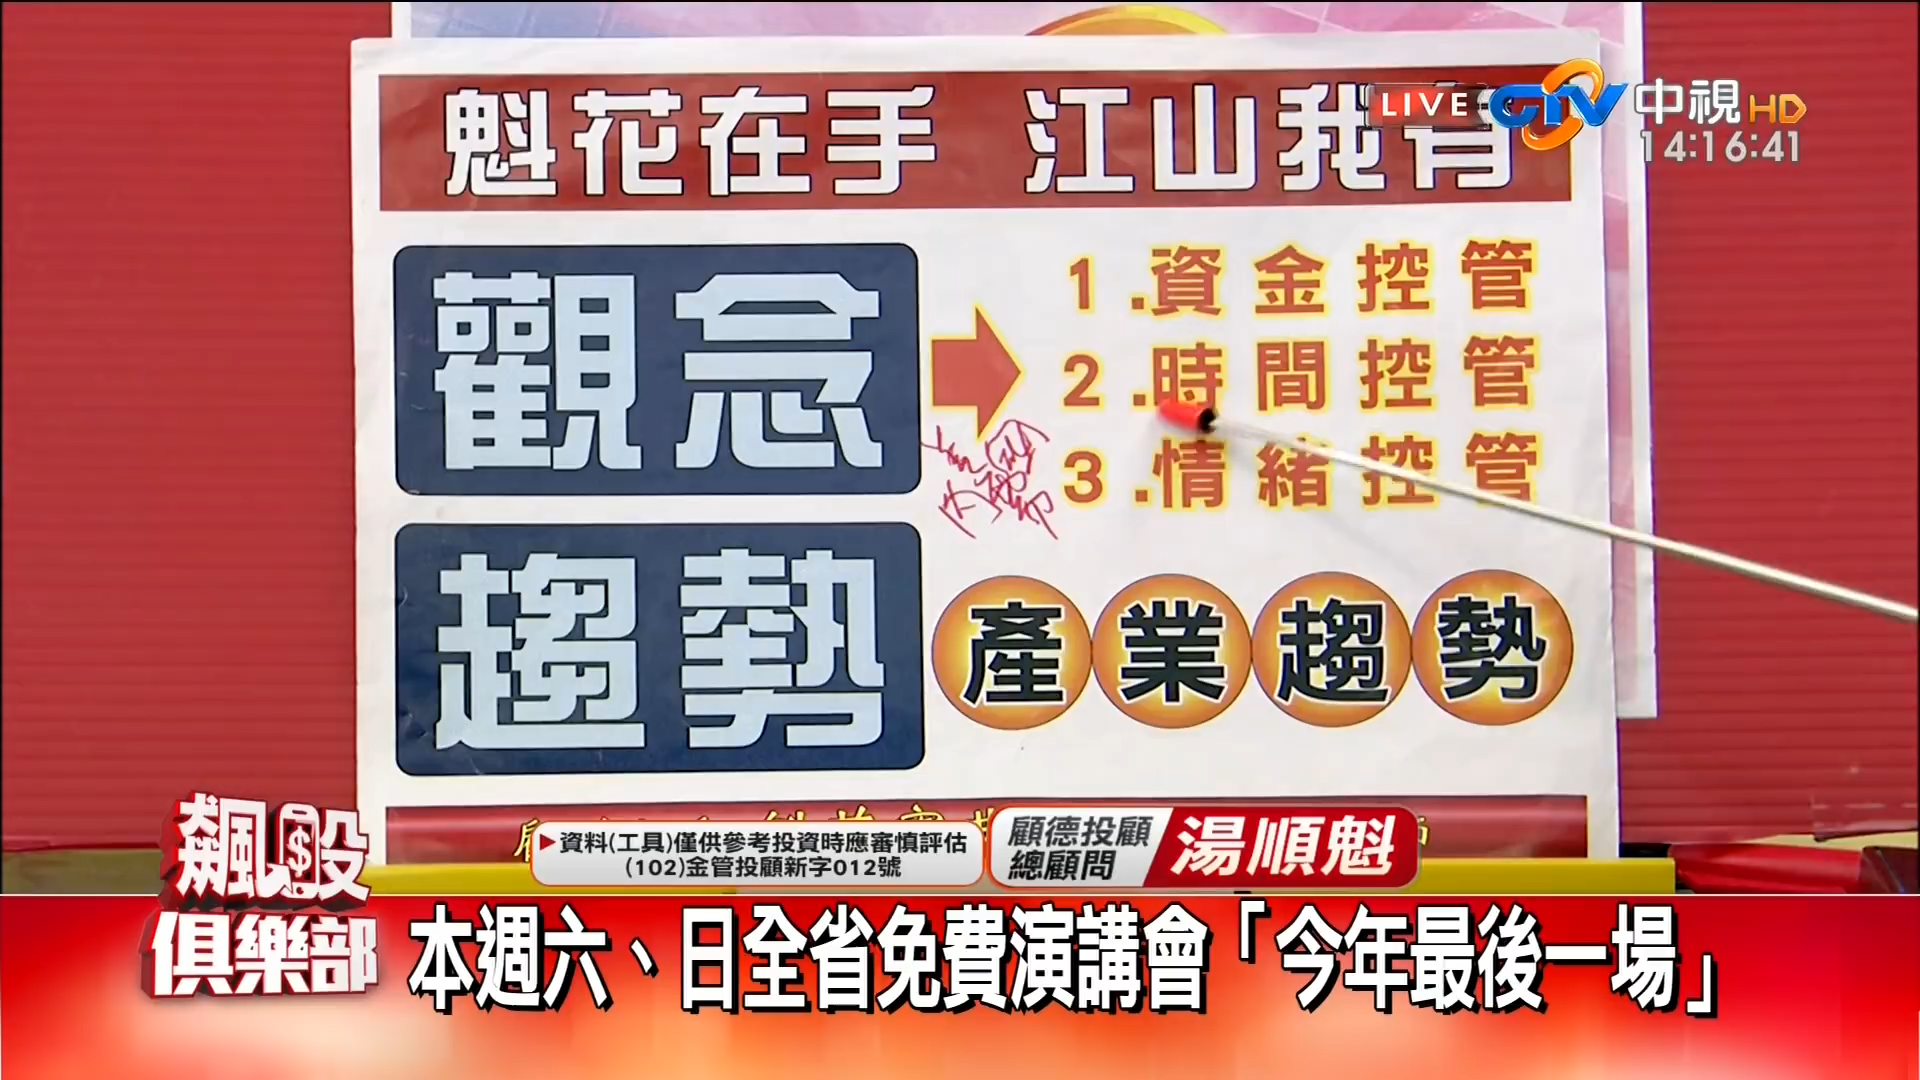 魁花在手 江山我有
LIVE CTV 中視 HD
14:16:41
觀念
1.資金控管
2.時間控管
3.情緒控管
趨勢
產業趨勢
飆股俱樂部
▶資料(工具)僅供參考投資時應審慎評估
(102)金管投顧新字012號
顧德投顧
總顧問
湯順魁
本週六、日全省免費演講會「今年最後一場」